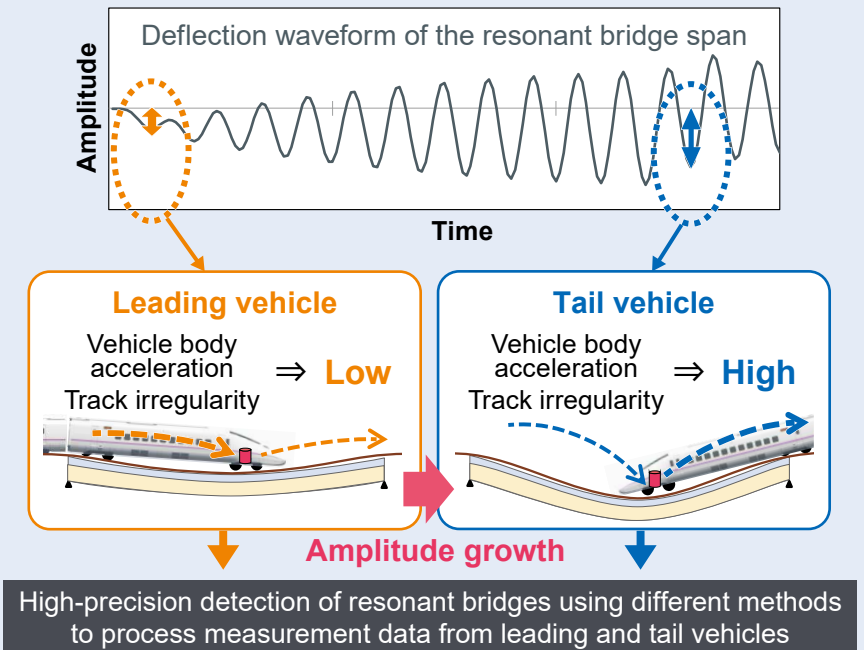 Deflection waveform of the resonant bridge span
Amplitude
Time
Leading vehicle
Vehicle body
acceleration
Track irregularity
⇒ Low
Tail vehicle
Vehicle body
acceleration
Track irregularity
⇒ High
Amplitude growth
High-precision detection of resonant bridges using different methods
to process measurement data from leading and tail vehicles